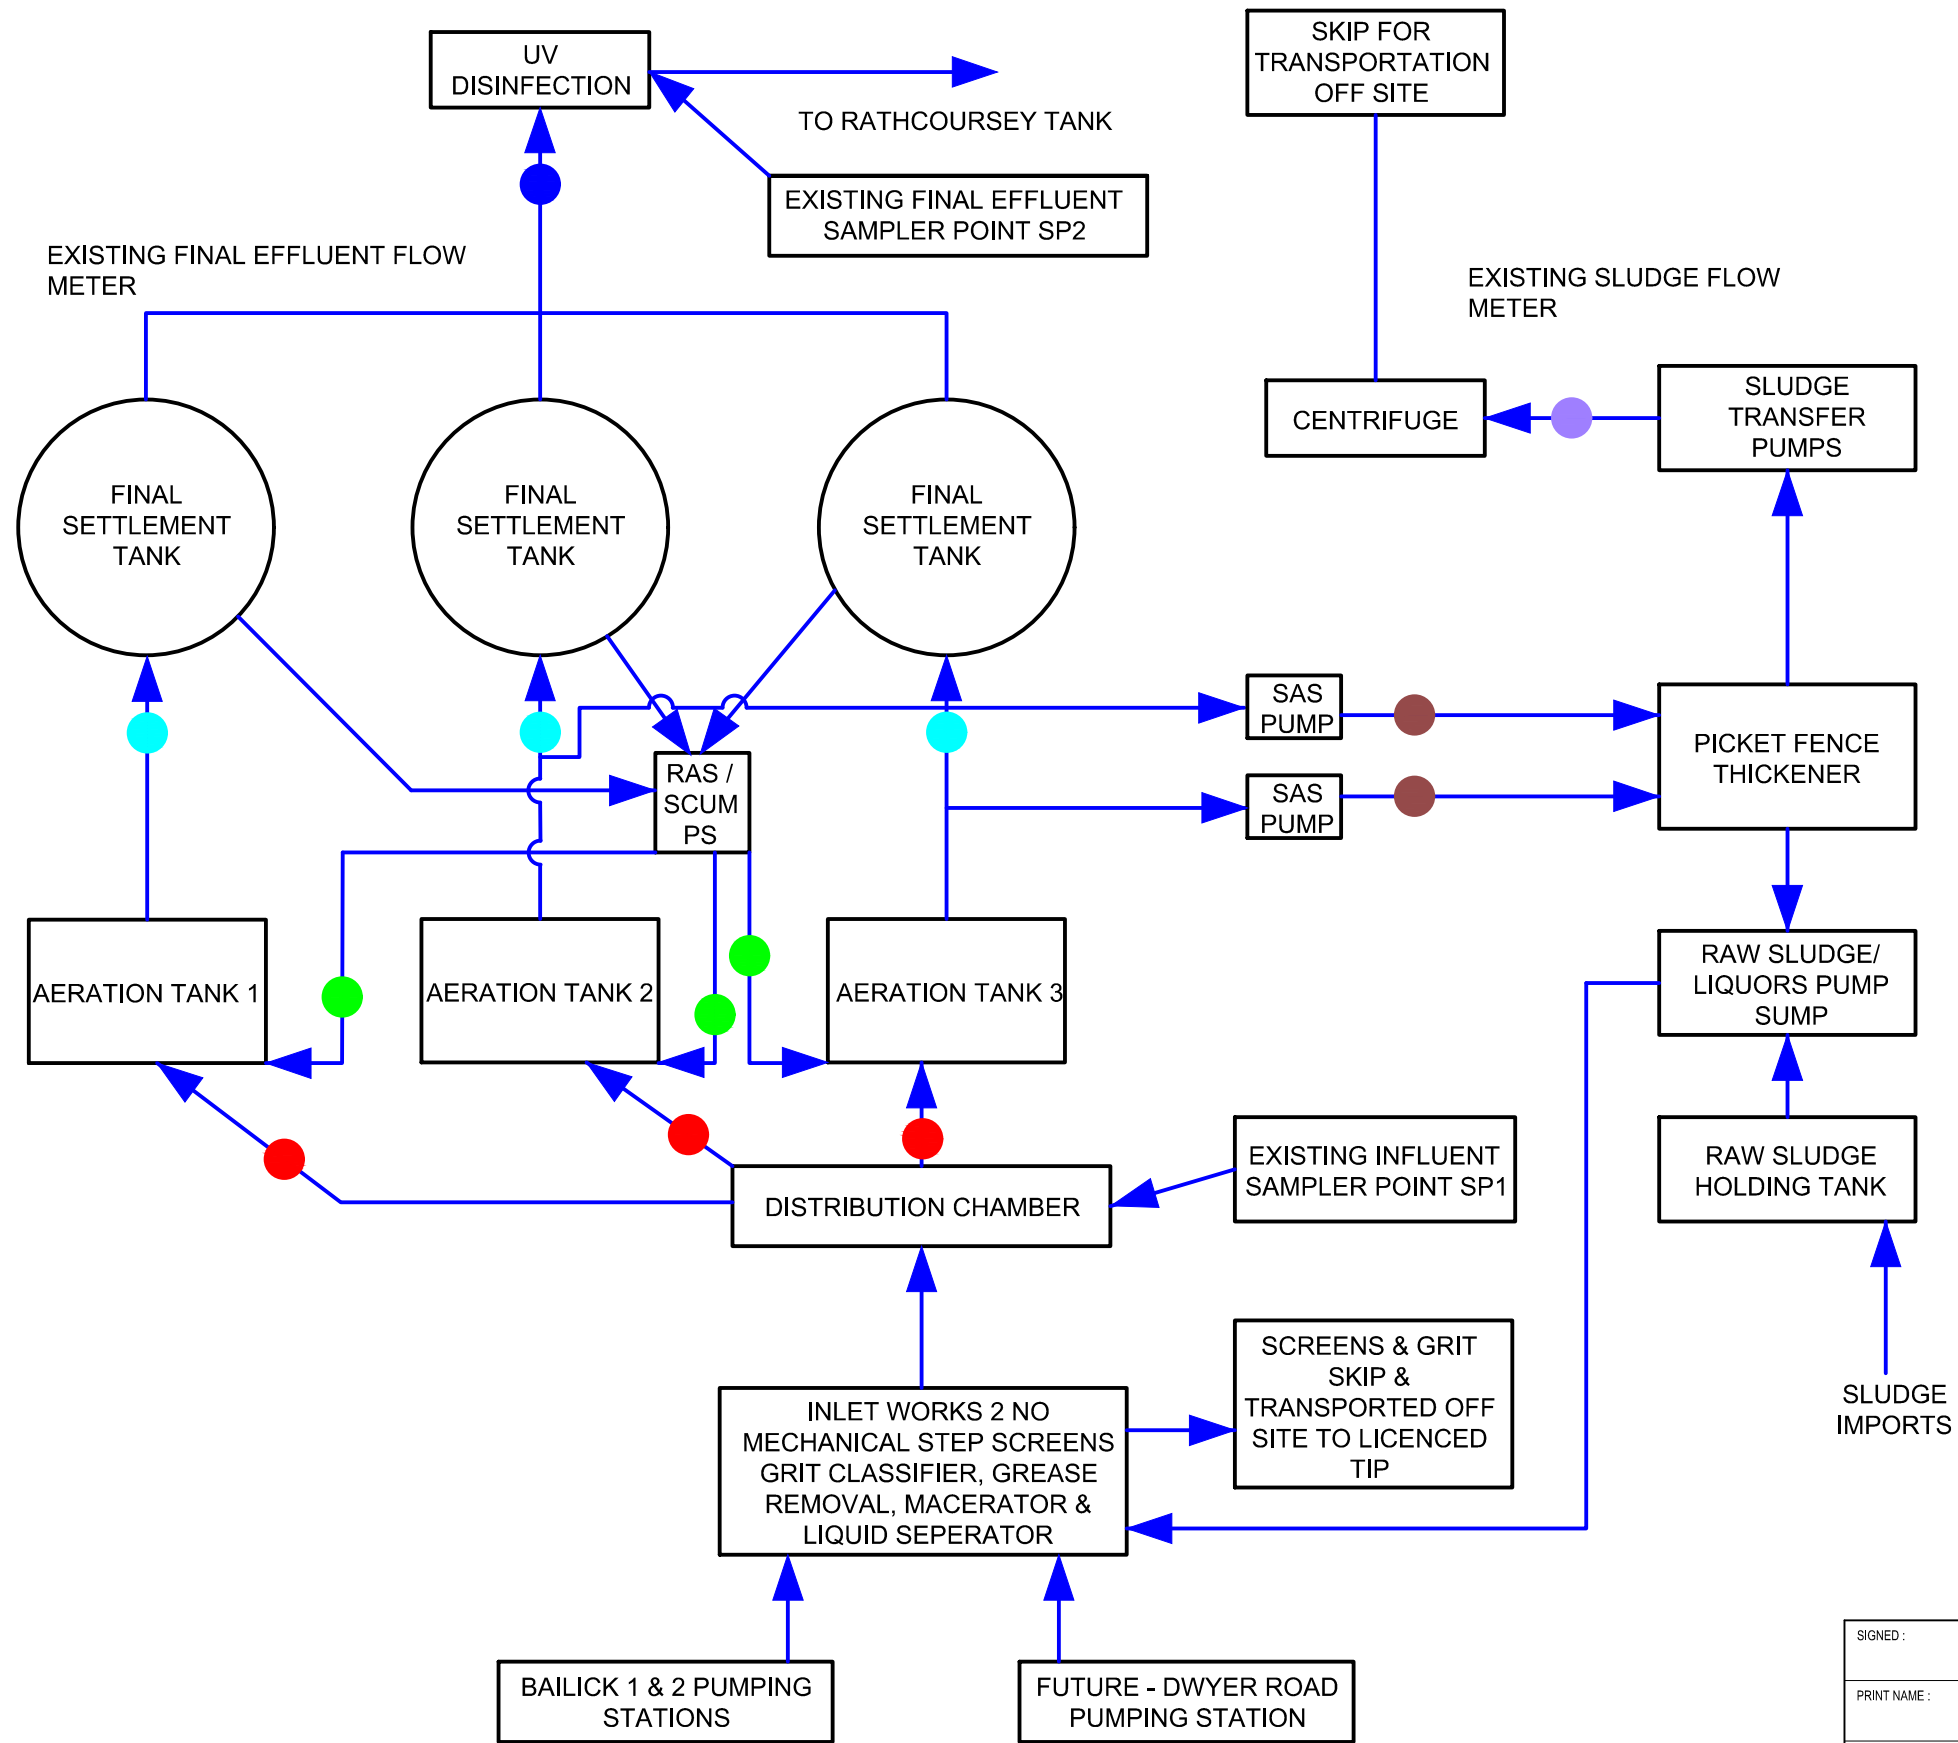 UV
DISINFECTION
SKIP FOR
TRANSPORTATION
OFF SITE
TO RATHCOURSEY TANK
EXISTING FINAL EFFLUENT
SAMPLER POINT SP2
EXISTING FINAL EFFLUENT FLOW
METER
EXISTING SLUDGE FLOW
METER
CENTRIFUGE
SLUDGE
TRANSFER
PUMPS
FINAL
SETTLEMENT
TANK
FINAL
SETTLEMENT
TANK
FINAL
SETTLEMENT
TANK
SAS
PUMP
RAS /
SCUM
PS
SAS
PUMP
PICKET FENCE
THICKENER
AERATION TANK 1
AERATION TANK 2
AERATION TANK 3
RAW SLUDGE/
LIQUORS PUMP
SUMP
DISTRIBUTION CHAMBER
EXISTING INFLUENT
SAMPLER POINT SP1
RAW SLUDGE
HOLDING TANK
SCREENS & GRIT
SKIP &
TRANSPORTED OFF
SITE TO LICENCED
TIP
SLUDGE
IMPORTS
INLET WORKS 2 NO
MECHANICAL STEP SCREENS
GRIT CLASSIFIER, GREASE
REMOVAL, MACERATOR &
LIQUID SEPERATOR
BAILICK 1 & 2 PUMPING
STATIONS
FUTURE - DWYER ROAD
PUMPING STATION
SIGNED :
PRINT NAME :